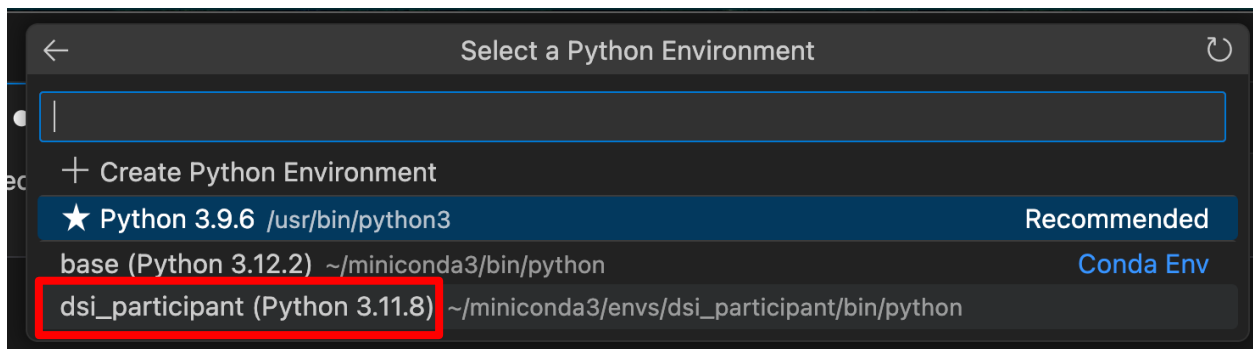 Select a Python Environment
ec
+ Create Python Environment
★ Python 3.9.6 /usr/bin/python3 Recommended
base (Python 3.12.2) ~/miniconda3/bin/python Conda Env
dsi_participant (Python 3.11.8) ~/miniconda3/envs/dsi_participant/bin/python